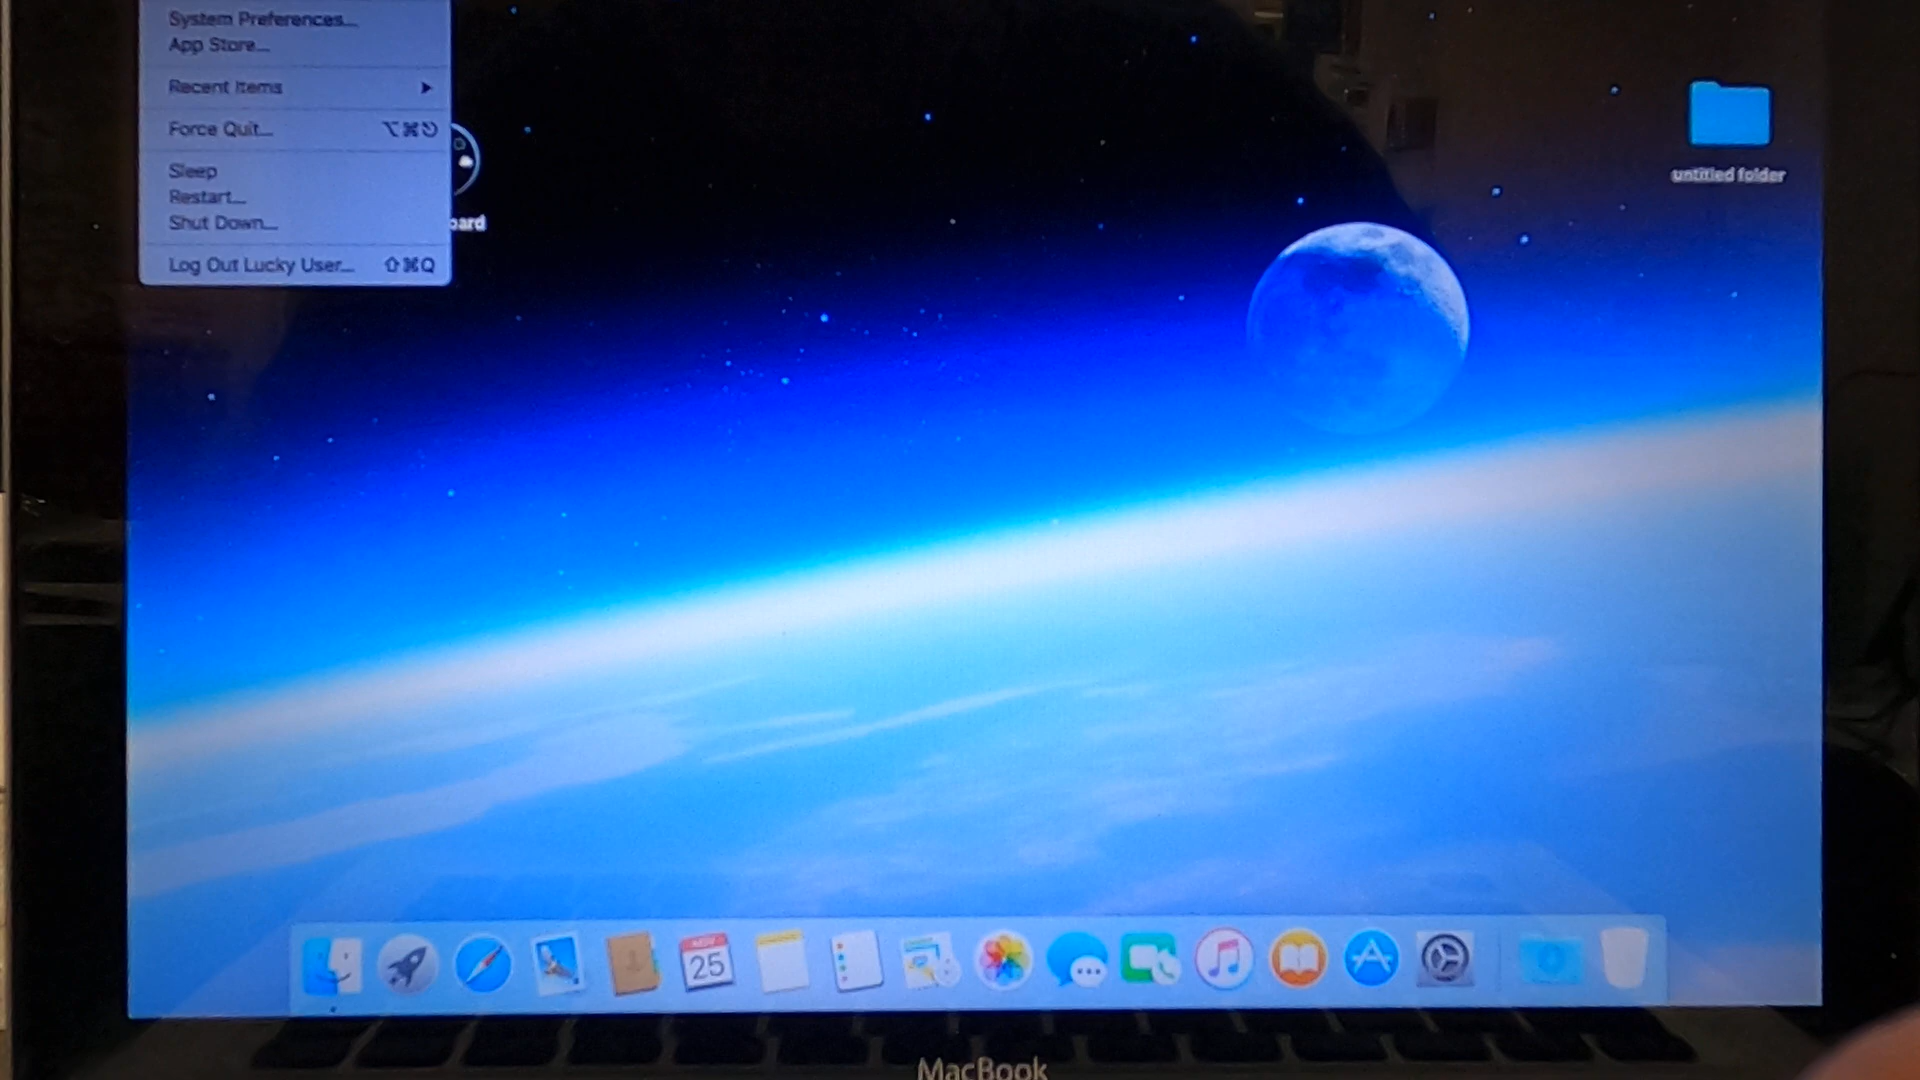 System Preferences...
App Store...
Recent Items
Force Quit... ⌥⌘⎋
Sleep
Restart...
Shut Down...
Log Out Lucky User... ⇧⌘Q
untitled folder
NOV
25
MacBook